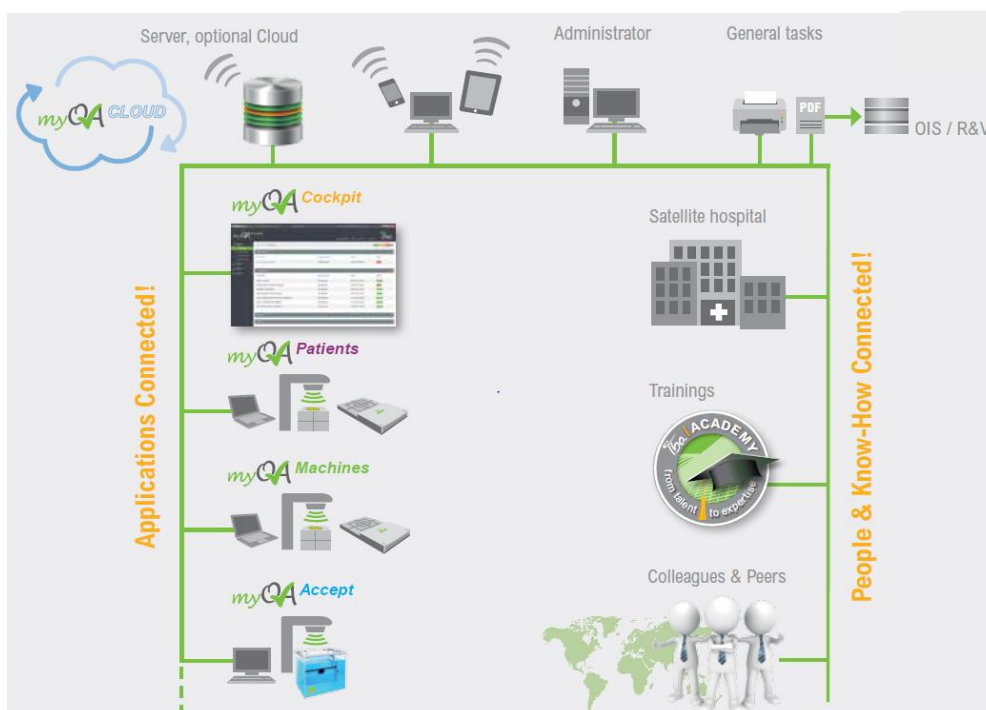 Server, optional Cloud
Administrator
General tasks
myQA CLOUD
PDF
OIS / R&V
myQA Cockpit
Satellite hospital
Applications Connected!
People & Know-How Connected!
myQA Patients
Trainings
iba ACADEMY
from talent to expertise
myQA Machines
Colleagues & Peers
myQA Accept